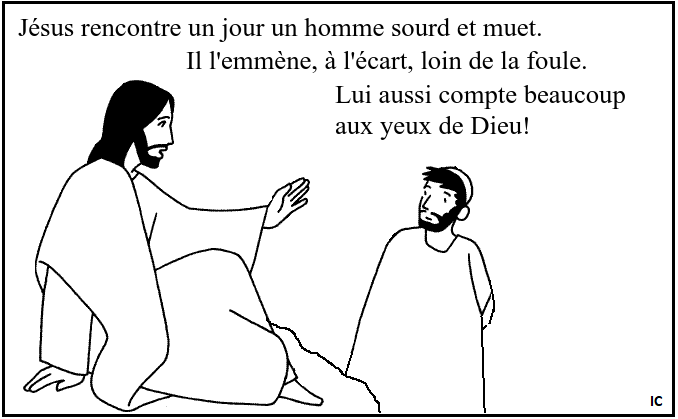 Jésus rencontre un jour un homme sourd et muet.
Il l'emmène, à l'écart, loin de la foule.
Lui aussi compte beaucoup
aux yeux de Dieu!
IC